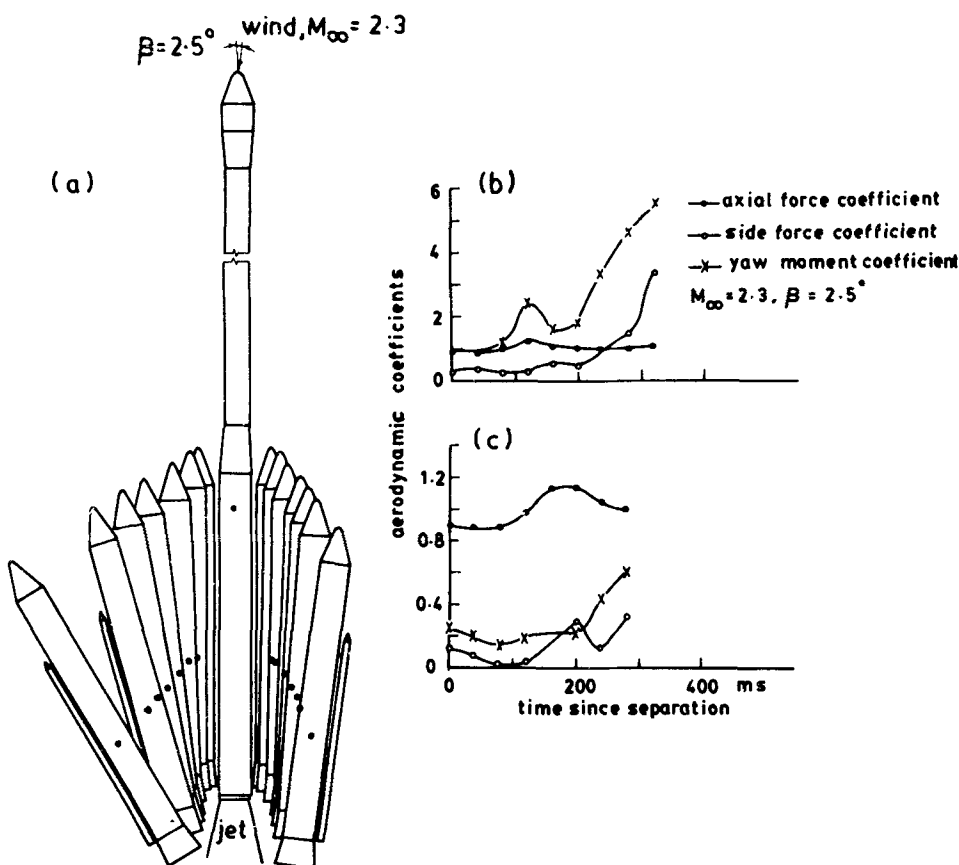 wind, M∞ = 2·3
β = 2·5°
(a)
(b)
6
4
2
0
axial force coefficient
side force coefficient
yaw moment coefficient
M∞ = 2·3, β = 2·5°
aerodynamic coefficients
(c)
1·2
0·8
0·4
0
0
200
400 ms
time since separation
jet